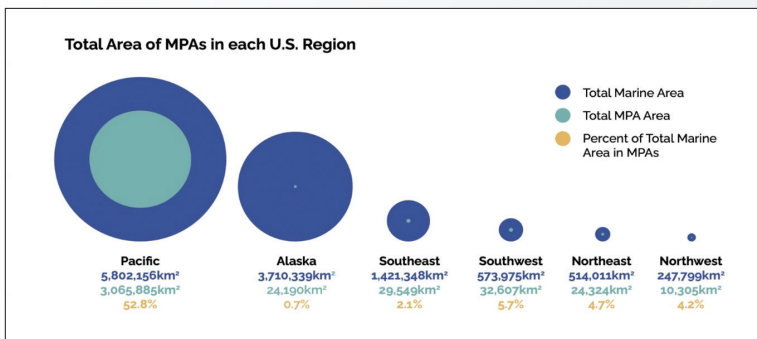 Total Area of MPAs in each U.S. Region
Total Marine Area
Total MPA Area
Percent of Total Marine
Area in MPAs
Pacific
5,802,156km²
3,065,885km²
52.8%
Alaska
3,710,339km²
24,190km²
0.7%
Southeast
1,421,348km²
29,549km²
2.1%
Southwest
573,975km²
32,607km²
5.7%
Northeast
514,011km²
24,324km²
4.7%
Northwest
247,799km²
10,305km²
4.2%